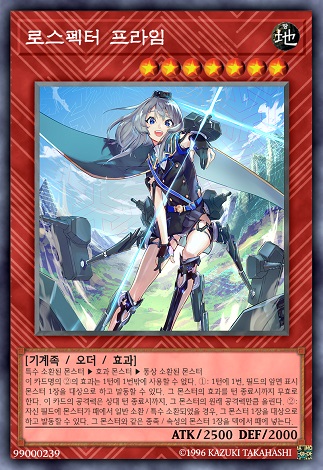 로스펙터 프라임
地
[기계족 / 오더 / 효과]
특수 소환된 몬스터 ▶ 효과 몬스터 ▶ 통상 소환된 몬스터
이 카드명의 ②의 효과는 1턴에 1번밖에 사용할 수 없다. ①: 1턴에 1번, 필드의 앞면 표시
몬스터 1장을 대상으로 하고 발동할 수 있다. 그 몬스터의 효과를 턴 종료시까지 무효로
한다. 이 카드의 공격력은 상대 턴 종료시까지, 그 몬스터의 원래 공격력만큼 올린다. ②:
자신 필드에 몬스터가 패에서 일반 소환 / 특수 소환되었을 경우, 그 몬스터 1장을 대상으로
하고 발동할 수 있다. 그 몬스터와 같은 종족 / 속성의 몬스터 1장을 덱에서 패에 넣는다.
ATK/2500 DEF/2000
99000239
©1996 KAZUKI TAKAHASHI